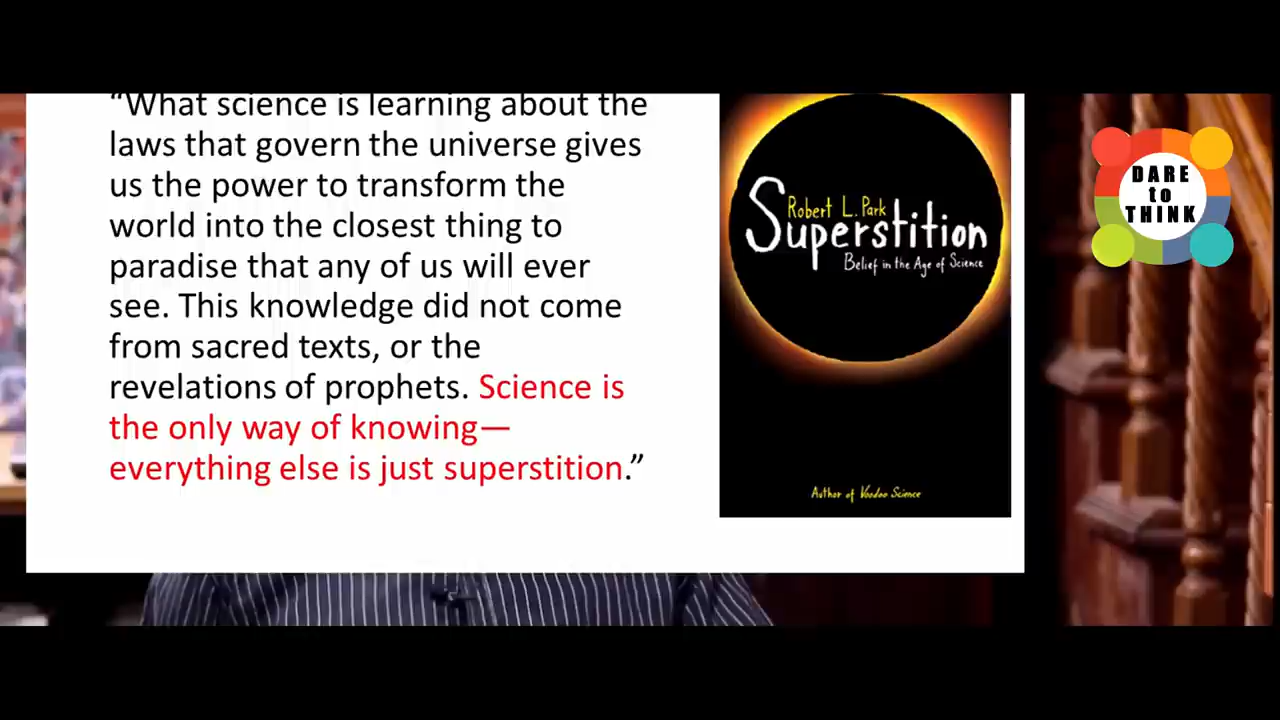 “What science is learning about the
laws that govern the universe gives
us the power to transform the
world into the closest thing to
paradise that any of us will ever
see. This knowledge did not come
from sacred texts, or the
revelations of prophets. Science is
the only way of knowing—
everything else is just superstition.”
Robert L. Park
Superstition
Belief in the Age of Science
Author of Voodoo Science
DARE
to
THINK